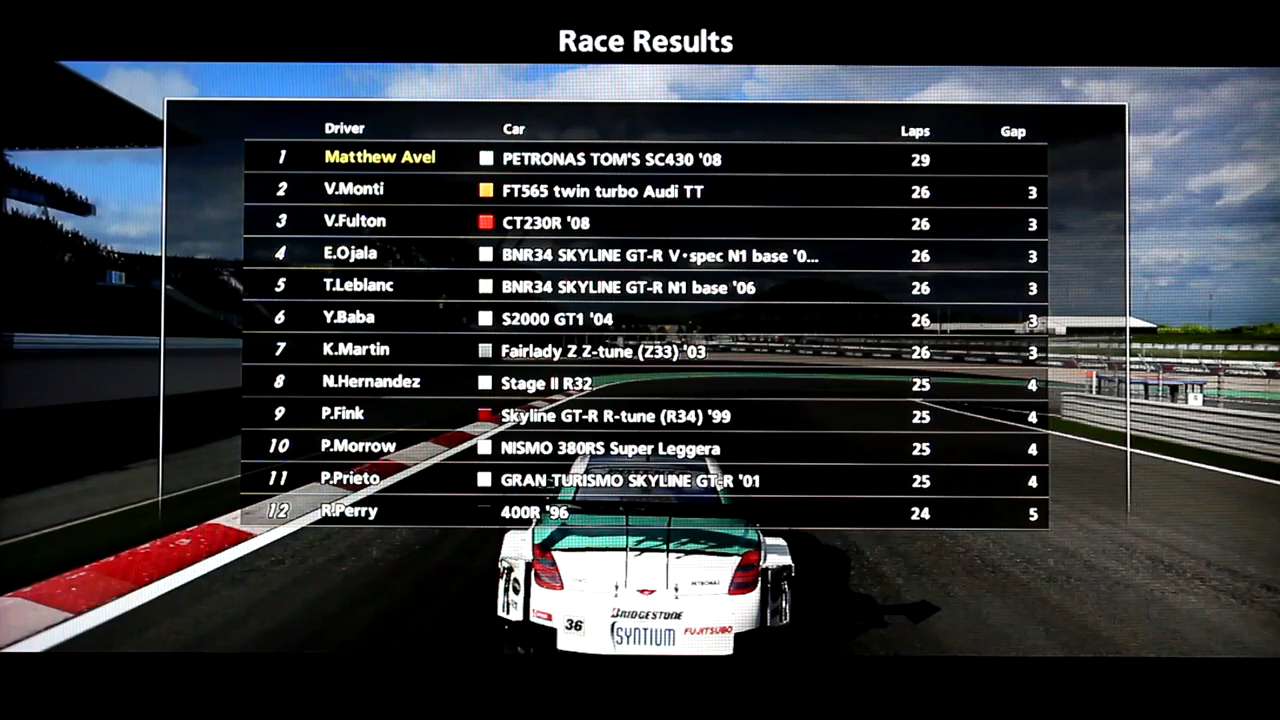 Race Results
Driver Car Laps Gap
1 Matthew Avel PETRONAS TOM'S SC430 '08 29
2 V.Monti FT565 twin turbo Audi TT 26 3
3 V.Fulton CT230R '08 26 3
4 E.Ojala BNR34 SKYLINE GT-R V·spec N1 base '0... 26 3
5 T.Leblanc BNR34 SKYLINE GT-R N1 base '06 26 3
6 Y.Baba S2000 GT1 '04 26 3
7 K.Martin Fairlady Z Z-tune (Z33) '03 26 3
8 N.Hernandez Stage II R32 25 4
9 P.Fink Skyline GT-R R-tune (R34) '99 25 4
10 P.Morrow NISMO 380RS Super Leggera 25 4
11 P.Prieto GRAN TURISMO SKYLINE GT-R '01 25 4
12 R.Perry 400R '96 24 5
PETRONAS
BRIDGESTONE
36 SYNTIUM FUJITSUBO